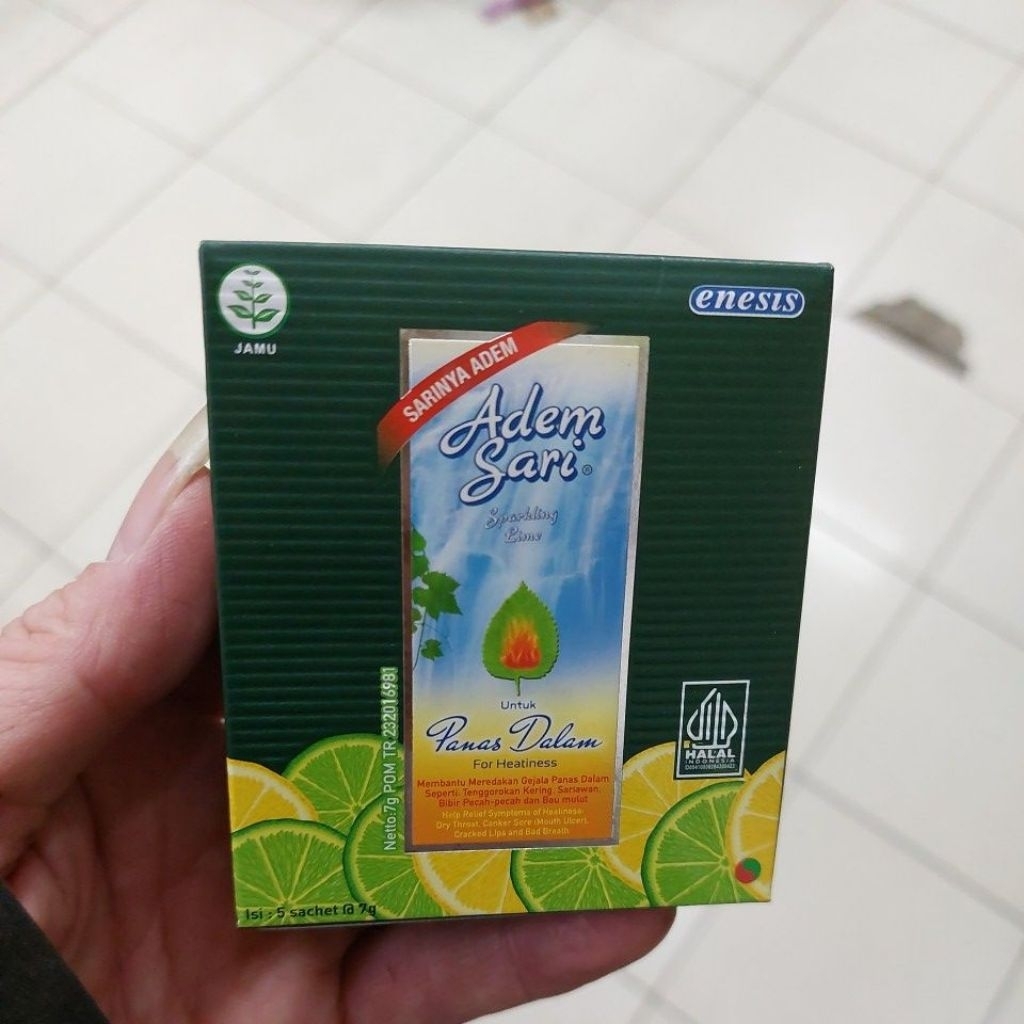 JAMU
enesis
SARINYA ADEM
Adem
Sari®
Sparkling
Lime
Untuk
Panas Dalam
For Heatiness
Membantu Meredakan Gejala Panas Dalam
Seperti: Tenggorokan Kering, Sariawan,
Bibir Pecah-pecah dan Bau mulut
Help Relief Symptoms of Heatiness:
Dry Throat, Canker Sore (Mouth Ulcer),
Cracked Lips and Bad Breath
Netto:7g POM TR 232016981
HALAL
INDONESIA
Isi : 5 sachet @ 7g